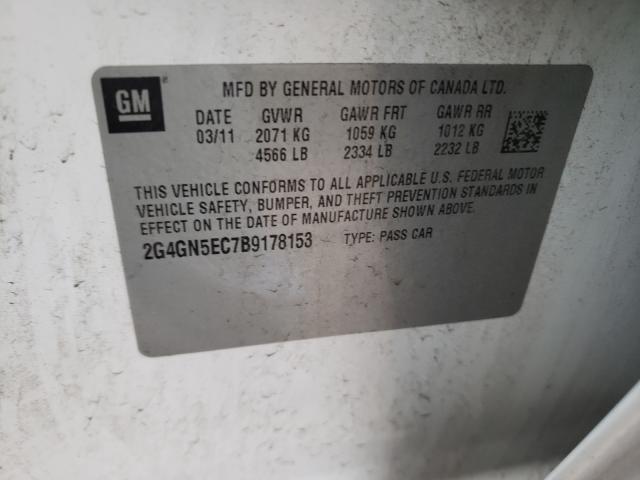 GM
MFD BY GENERAL MOTORS OF CANADA LTD.
DATE GVWR GAWR FRT GAWR RR
03/11 2071 KG 1059 KG 1012 KG
4566 LB 2334 LB 2232 LB
THIS VEHICLE CONFORMS TO ALL APPLICABLE U.S. FEDERAL MOTOR
VEHICLE SAFETY, BUMPER, AND THEFT PREVENTION STANDARDS IN
EFFECT ON THE DATE OF MANUFACTURE SHOWN ABOVE.
2G4GN5EC7B9178153 TYPE: PASS CAR